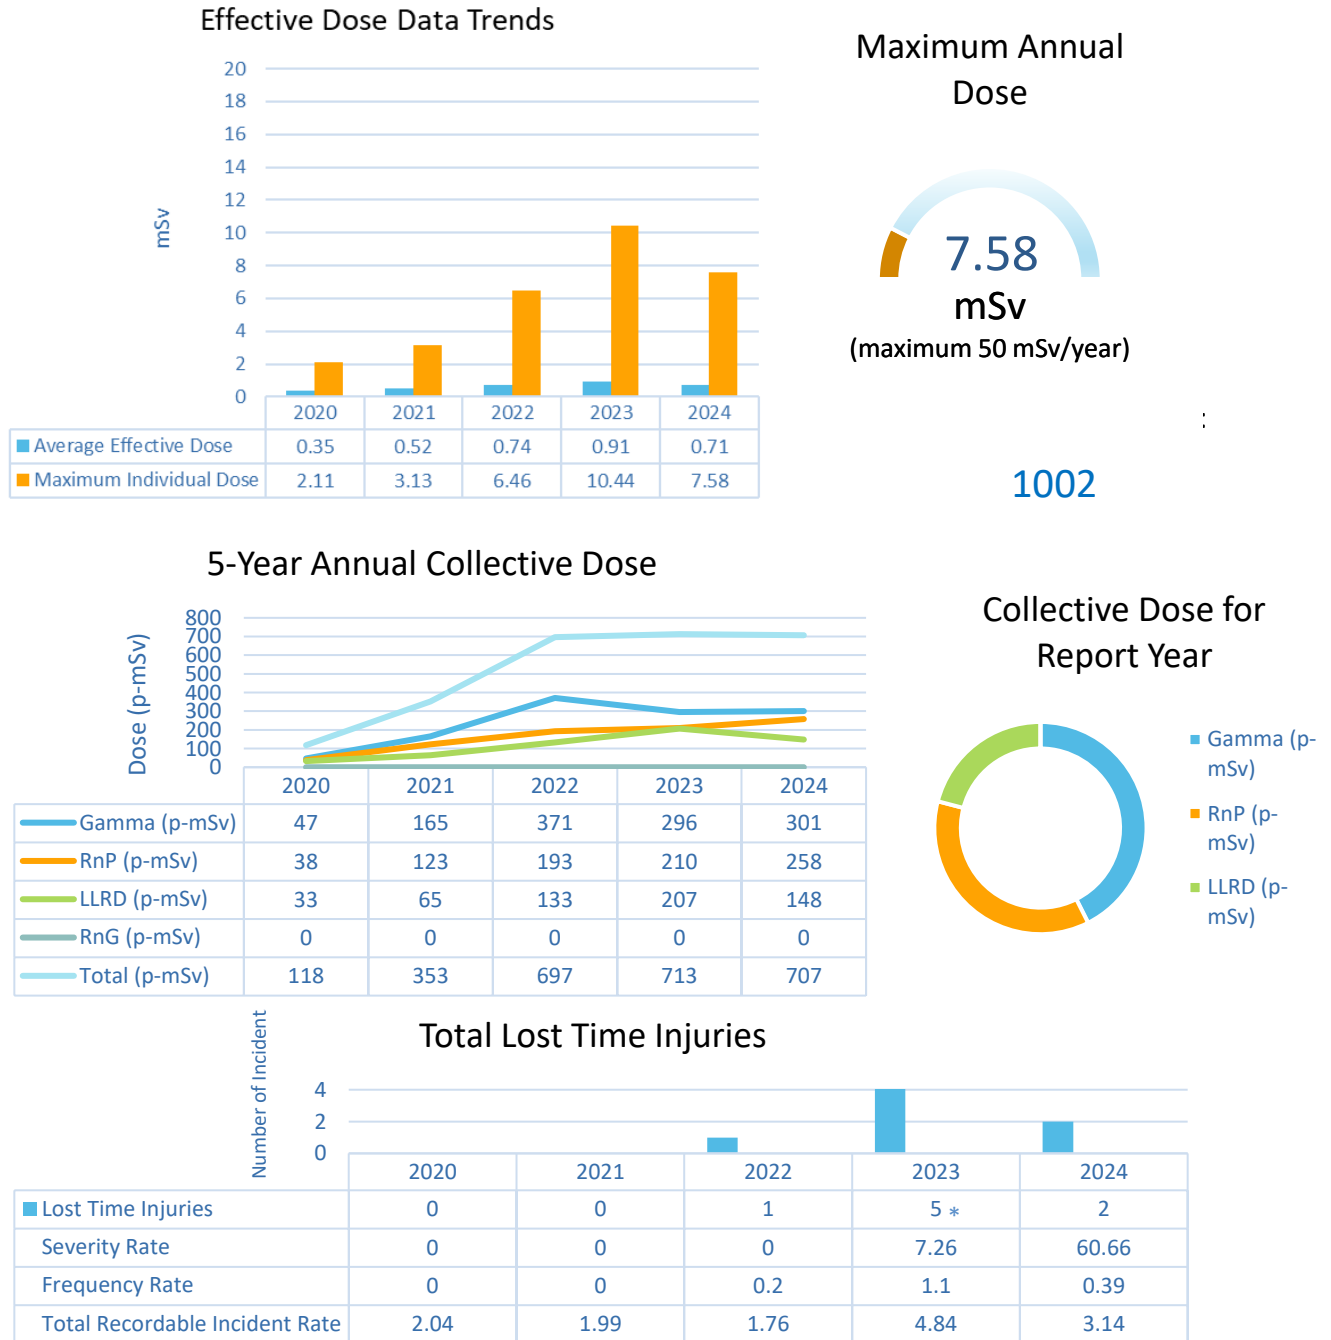 Effective Dose Data Trends
20
18
16
14
12
10
8
6
4
2
0
mSv
2020 2021 2022 2023 2024
Average Effective Dose 0.35 0.52 0.74 0.91 0.71
Maximum Individual Dose 2.11 3.13 6.46 10.44 7.58
Maximum Annual
Dose
7.58
mSv
(maximum 50 mSv/year)
:
1002
5-Year Annual Collective Dose
800
700
600
500
400
300
200
100
0
Dose (p-mSv)
2020 2021 2022 2023 2024
Gamma (p-mSv) 47 165 371 296 301
RnP (p-mSv) 38 123 193 210 258
LLRD (p-mSv) 33 65 133 207 148
RnG (p-mSv) 0 0 0 0 0
Total (p-mSv) 118 353 697 713 707
Collective Dose for
Report Year
Gamma (p-
mSv)
RnP (p-
mSv)
LLRD (p-
mSv)
Total Lost Time Injuries
Number of Incident
4
2
0
2020 2021 2022 2023 2024
Lost Time Injuries 0 0 1 5 * 2
Severity Rate 0 0 0 7.26 60.66
Frequency Rate 0 0 0.2 1.1 0.39
Total Recordable Incident Rate 2.04 1.99 1.76 4.84 3.14